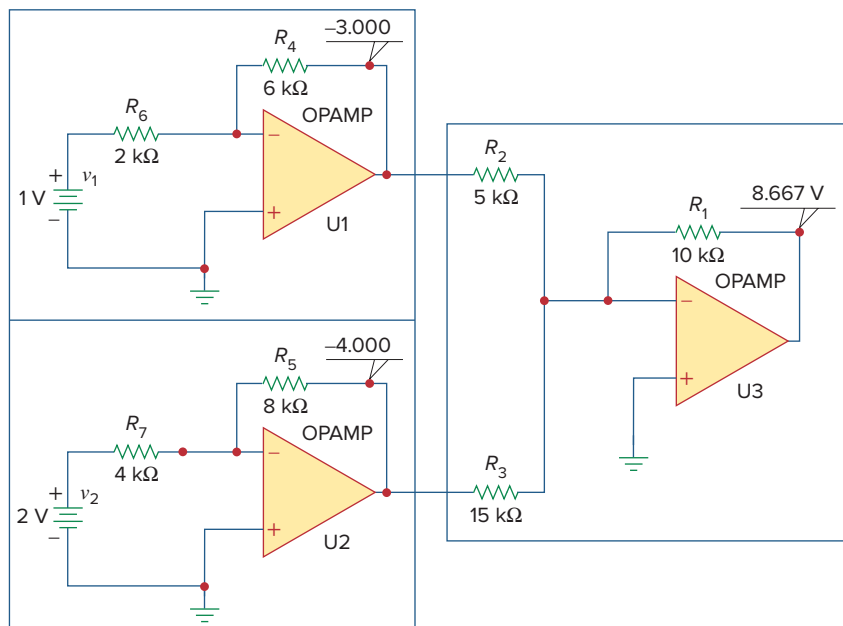 −3.000
R4
6 kΩ
OPAMP
R6
2 kΩ
+
v1
1 V
−
−
+
U1
R2
5 kΩ
8.667 V
R1
10 kΩ
OPAMP
−
+
U3
−4.000
R5
8 kΩ
OPAMP
R7
4 kΩ
+
v2
2 V
−
−
+
U2
R3
15 kΩ